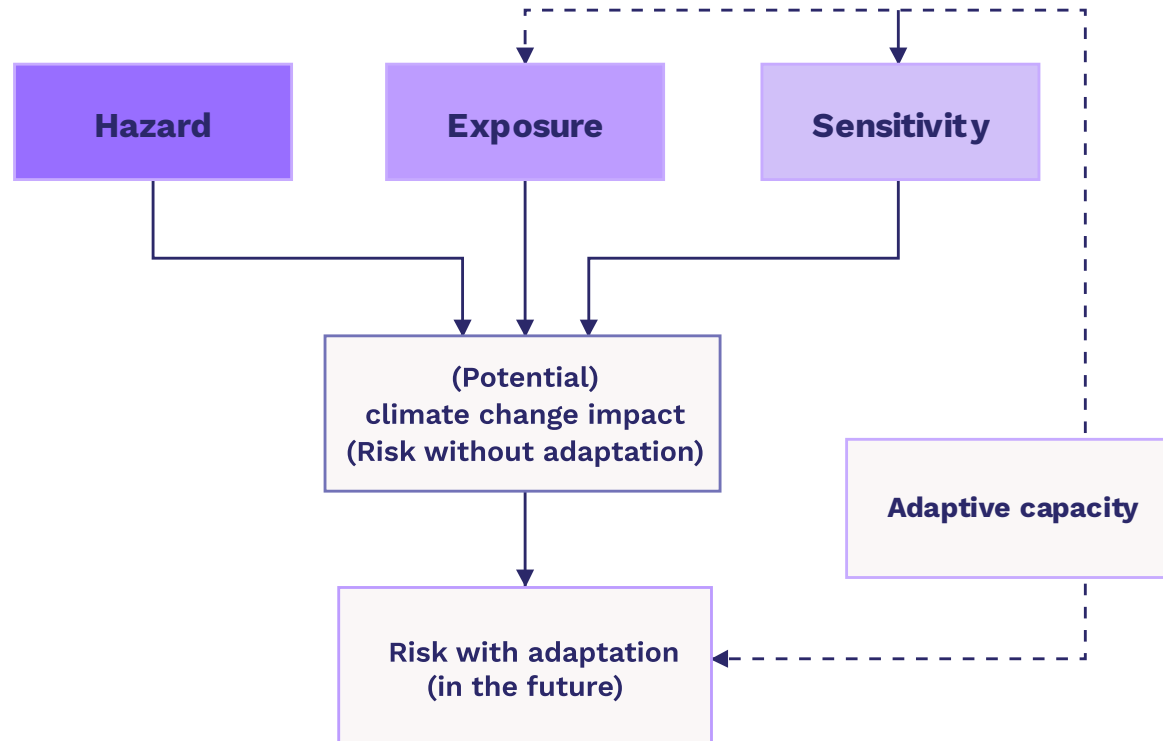 Hazard
Exposure
Sensitivity
(Potential)
climate change impact
(Risk without adaptation)
Adaptive capacity
Risk with adaptation
(in the future)